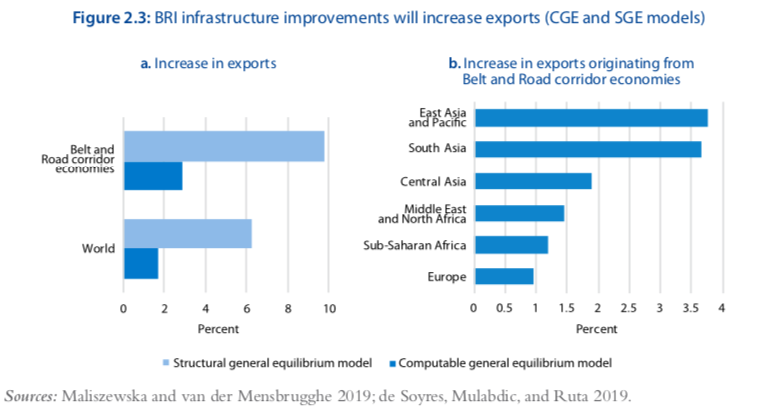 Figure 2.3: BRI infrastructure improvements will increase exports (CGE and SGE models)
a. Increase in exports
Belt and
Road corridor
economies
World
0 2 4 6 8 10
Percent
b. Increase in exports originating from
Belt and Road corridor economies
East Asia
and Pacific
South Asia
Central Asia
Middle East
and North Africa
Sub-Saharan Africa
Europe
0 0.5 1 1.5 2 2.5 3 3.5 4
Percent
Structural general equilibrium model
Computable general equilibrium model
Sources: Maliszewska and van der Mensbrugghe 2019; de Soyres, Mulabdic, and Ruta 2019.